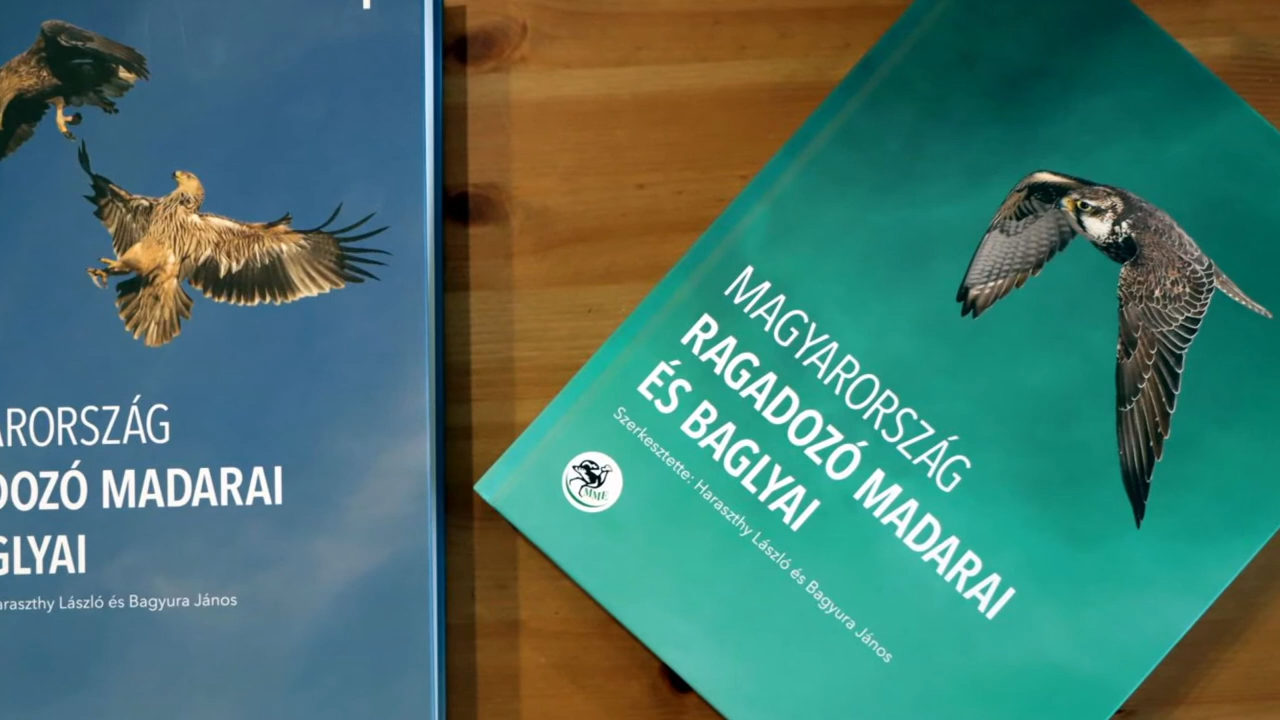 ARORSZÁG
DOZÓ MADARAI
GLYAI
araszthy László és Bagyura János
MAGYARORSZÁG
RAGADOZÓ MADARAI
ÉS BAGLYAI
Szerkesztette: Haraszthy László és Bagyura János
MME